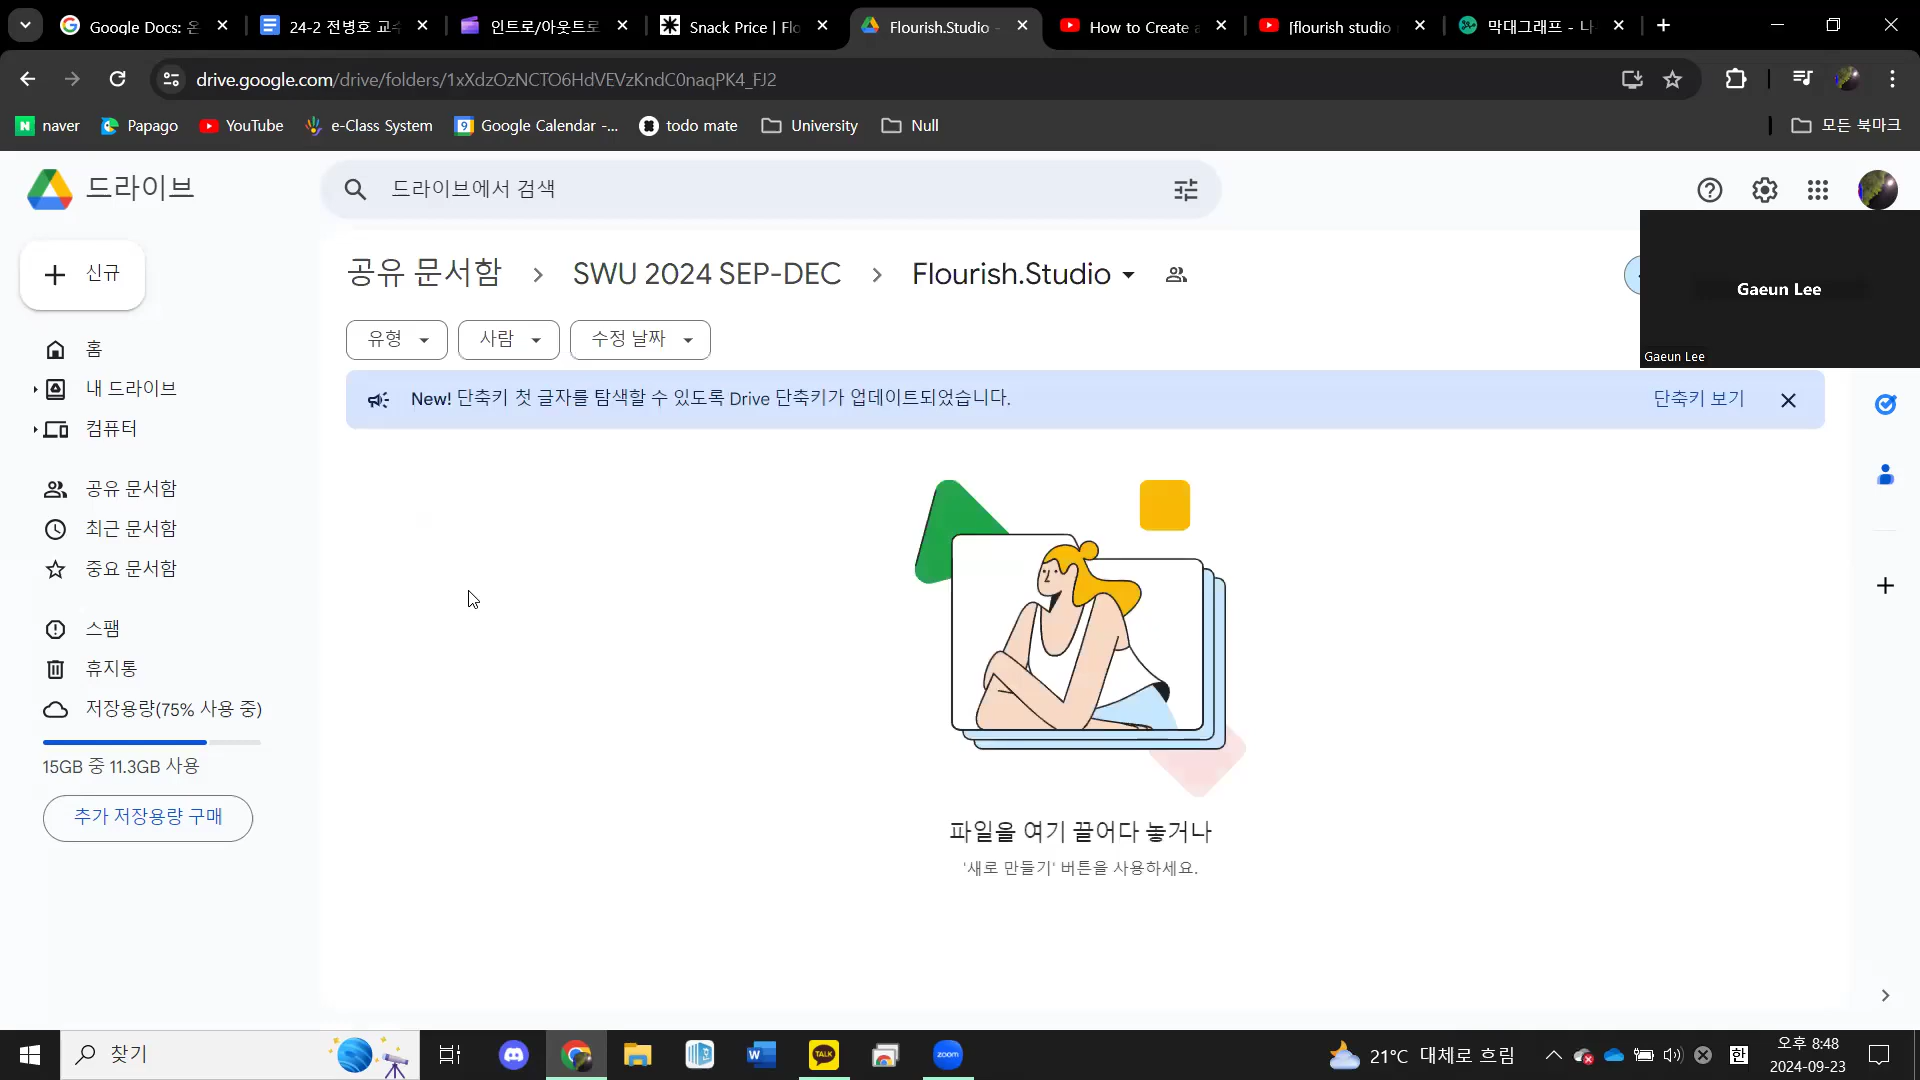 Google Docs: 온
24-2 전병호 교수
인트로/아웃트로
Snack Price | Flo
Flourish.Studio -
How to Create a
[flourish studio
막대그래프 - 나
drive.google.com/drive/folders/1xXdzOzNCTO6HdVEVzKndC0naqPK4_FJ2
naver
Papago
YouTube
e-Class System
Google Calendar -...
todo mate
University
Null
모든 북마크
드라이브
드라이브에서 검색
신규
공유 문서함 > SWU 2024 SEP-DEC > Flourish.Studio
Gaeun Lee
Gaeun Lee
유형
사람
수정 날짜
홈
내 드라이브
컴퓨터
New! 단축키 첫 글자를 탐색할 수 있도록 Drive 단축키가 업데이트되었습니다.
단축키 보기
공유 문서함
최근 문서함
중요 문서함
스팸
휴지통
저장용량(75% 사용 중)
15GB 중 11.3GB 사용
추가 저장용량 구매
파일을 여기 끌어다 놓거나
'새로 만들기' 버튼을 사용하세요.
찾기
W
TALK
zoom
21°C 대체로 흐림
한
오후 8:48
2024-09-23